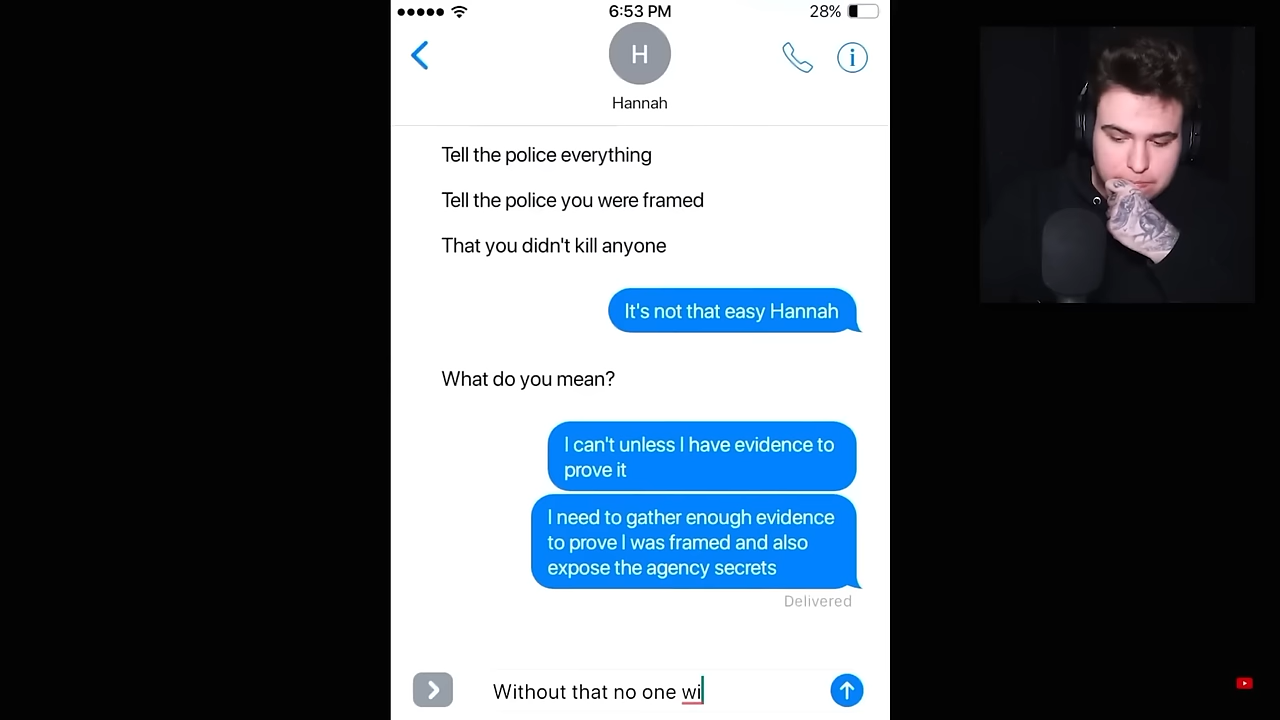 6:53 PM
28%
H
Hannah
Tell the police everything
Tell the police you were framed
That you didn't kill anyone
It's not that easy Hannah
What do you mean?
I can't unless I have evidence to
prove it
I need to gather enough evidence
to prove I was framed and also
expose the agency secrets
Delivered
Without that no one wi